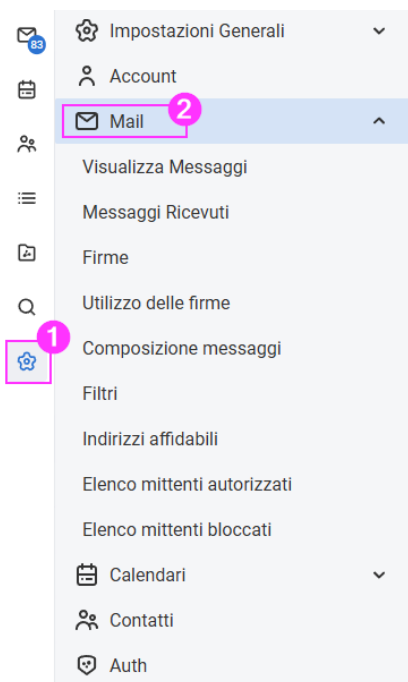 83
Impostazioni Generali
Account
2
Mail
Visualizza Messaggi
Messaggi Ricevuti
Firme
Utilizzo delle firme
1
Composizione messaggi
Filtri
Indirizzi affidabili
Elenco mittenti autorizzati
Elenco mittenti bloccati
Calendari
Contatti
Auth